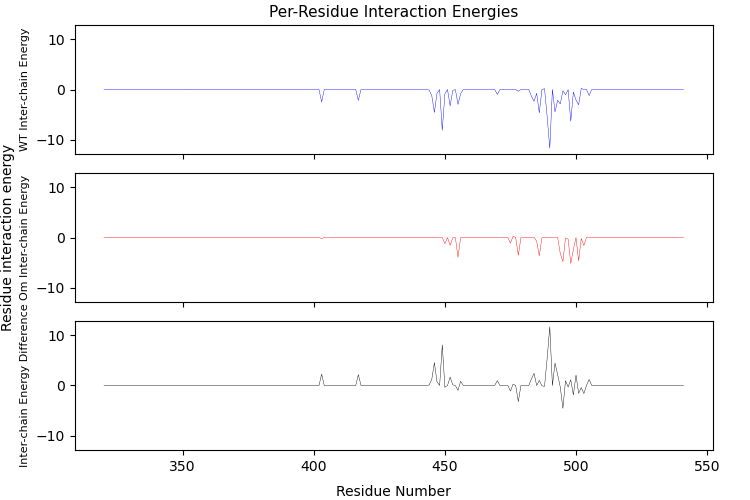 Per-Residue Interaction Energies
Residue interaction energy
WT Inter-chain Energy
10
0
−10
Om Inter-chain Energy
10
0
−10
Inter-chain Energy Difference
10
0
−10
350
400
450
500
550
Residue Number